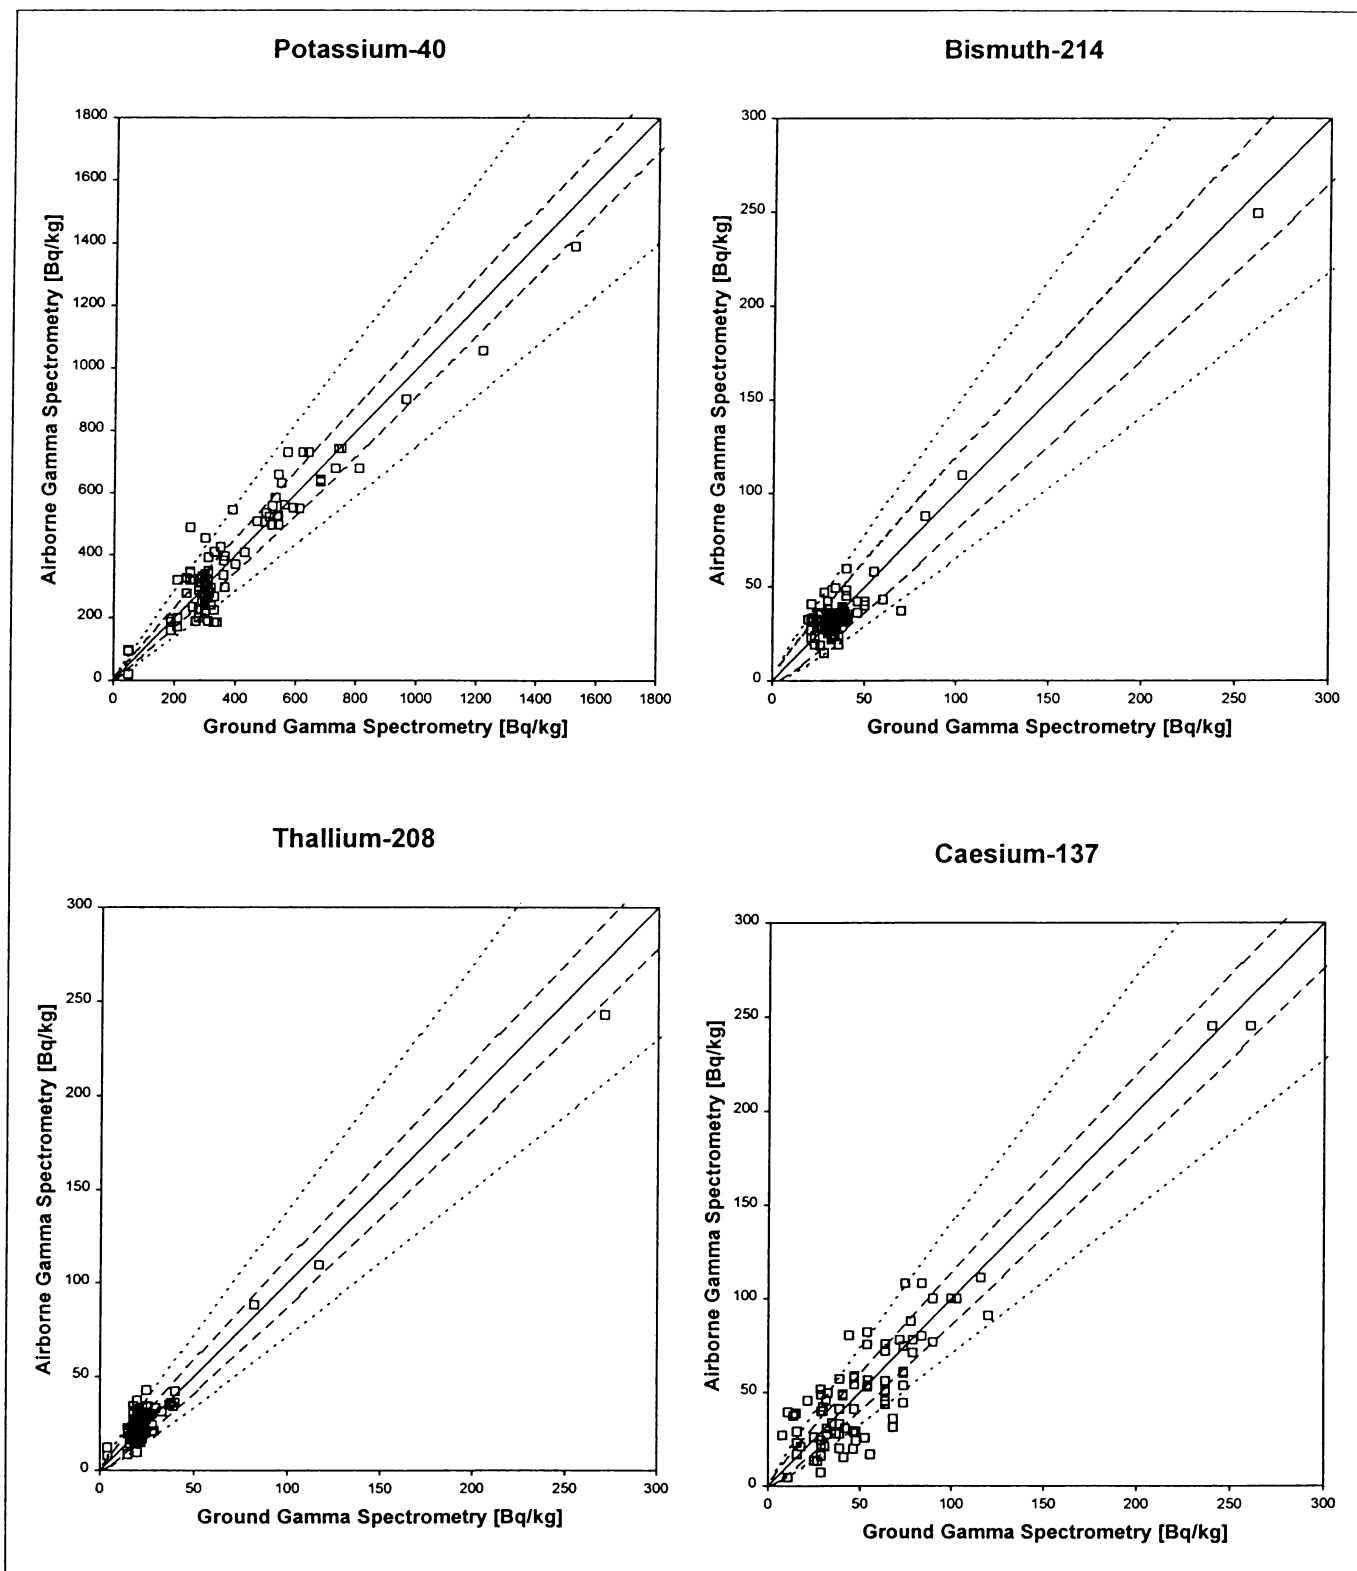 Potassium-40
1800
1600
1400
1200
1000
800
600
400
200
0
Airborne Gamma Spectrometry [Bq/kg]
0 200 400 600 800 1000 1200 1400 1600 1800
Ground Gamma Spectrometry [Bq/kg]
Bismuth-214
300
250
200
150
100
50
0
Airborne Gamma Spectrometry [Bq/kg]
0 50 100 150 200 250 300
Ground Gamma Spectrometry [Bq/kg]
Thallium-208
300
250
200
150
100
50
0
Airborne Gamma Spectrometry [Bq/kg]
0 50 100 150 200 250 300
Ground Gamma Spectrometry [Bq/kg]
Caesium-137
300
250
200
150
100
50
0
Airborne Gamma Spectrometry [Bq/kg]
0 50 100 150 200 250 300
Ground Gamma Spectrometry [Bq/kg]